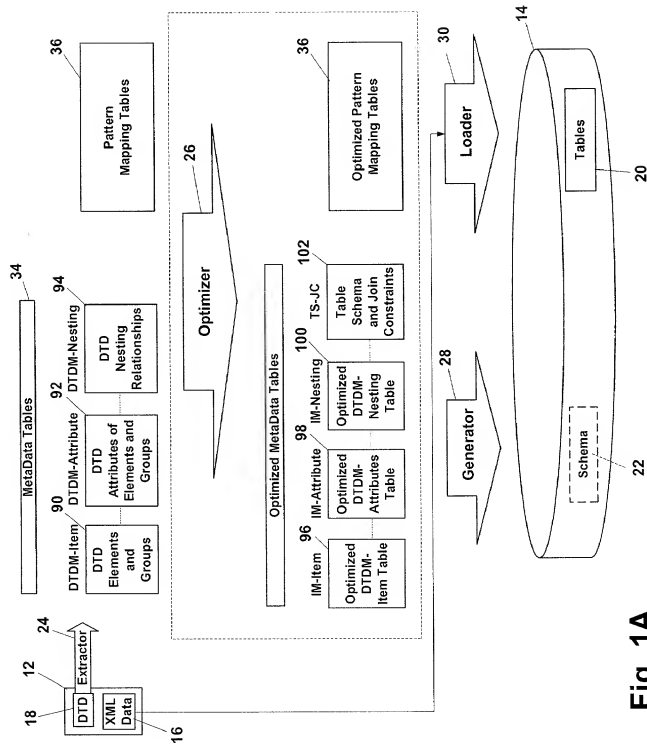 34
MetaData Tables
36
Pattern
Mapping Tables
90
DTDM-Item
DTD
Elements
and
Groups
92
DTDM-Attribute
DTD
Attributes of
Elements and
Groups
94
DTDM-Nesting
DTD
Nesting
Relationships
12
18
DTD
24
Extractor
XML
Data
16
26
Optimizer
Optimized MetaData Tables
36
Optimized Pattern
Mapping Tables
96
IM-Item
Optimized
DTDM-
Item Table
98
IM-Attribute
Optimized
DTDM-
Attributes
Table
100
IM-Nesting
Optimized
DTDM-
Nesting
Table
102
TS-JC
Table
Schema
and Join
Constraints
28
Generator
30
Loader
14
Schema
22
Tables
20
Fig. 1A